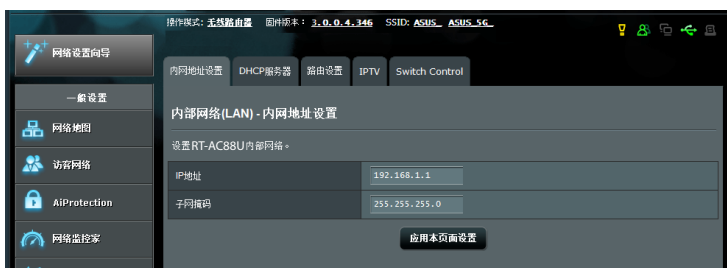 操作模式: 无线路由器 固件版本: 3.0.0.4.346 SSID: ASUS_ ASUS_5G_
网络设置向导
内网地址设置 DHCP服务器 路由设置 IPTV Switch Control
一般设置
内部网络(LAN) - 内网地址设置
网络地图
设置RT-AC88U内部网络。
访客网络
IP地址 192.168.1.1
AiProtection
子网掩码 255.255.255.0
网络监控家
应用本页面设置